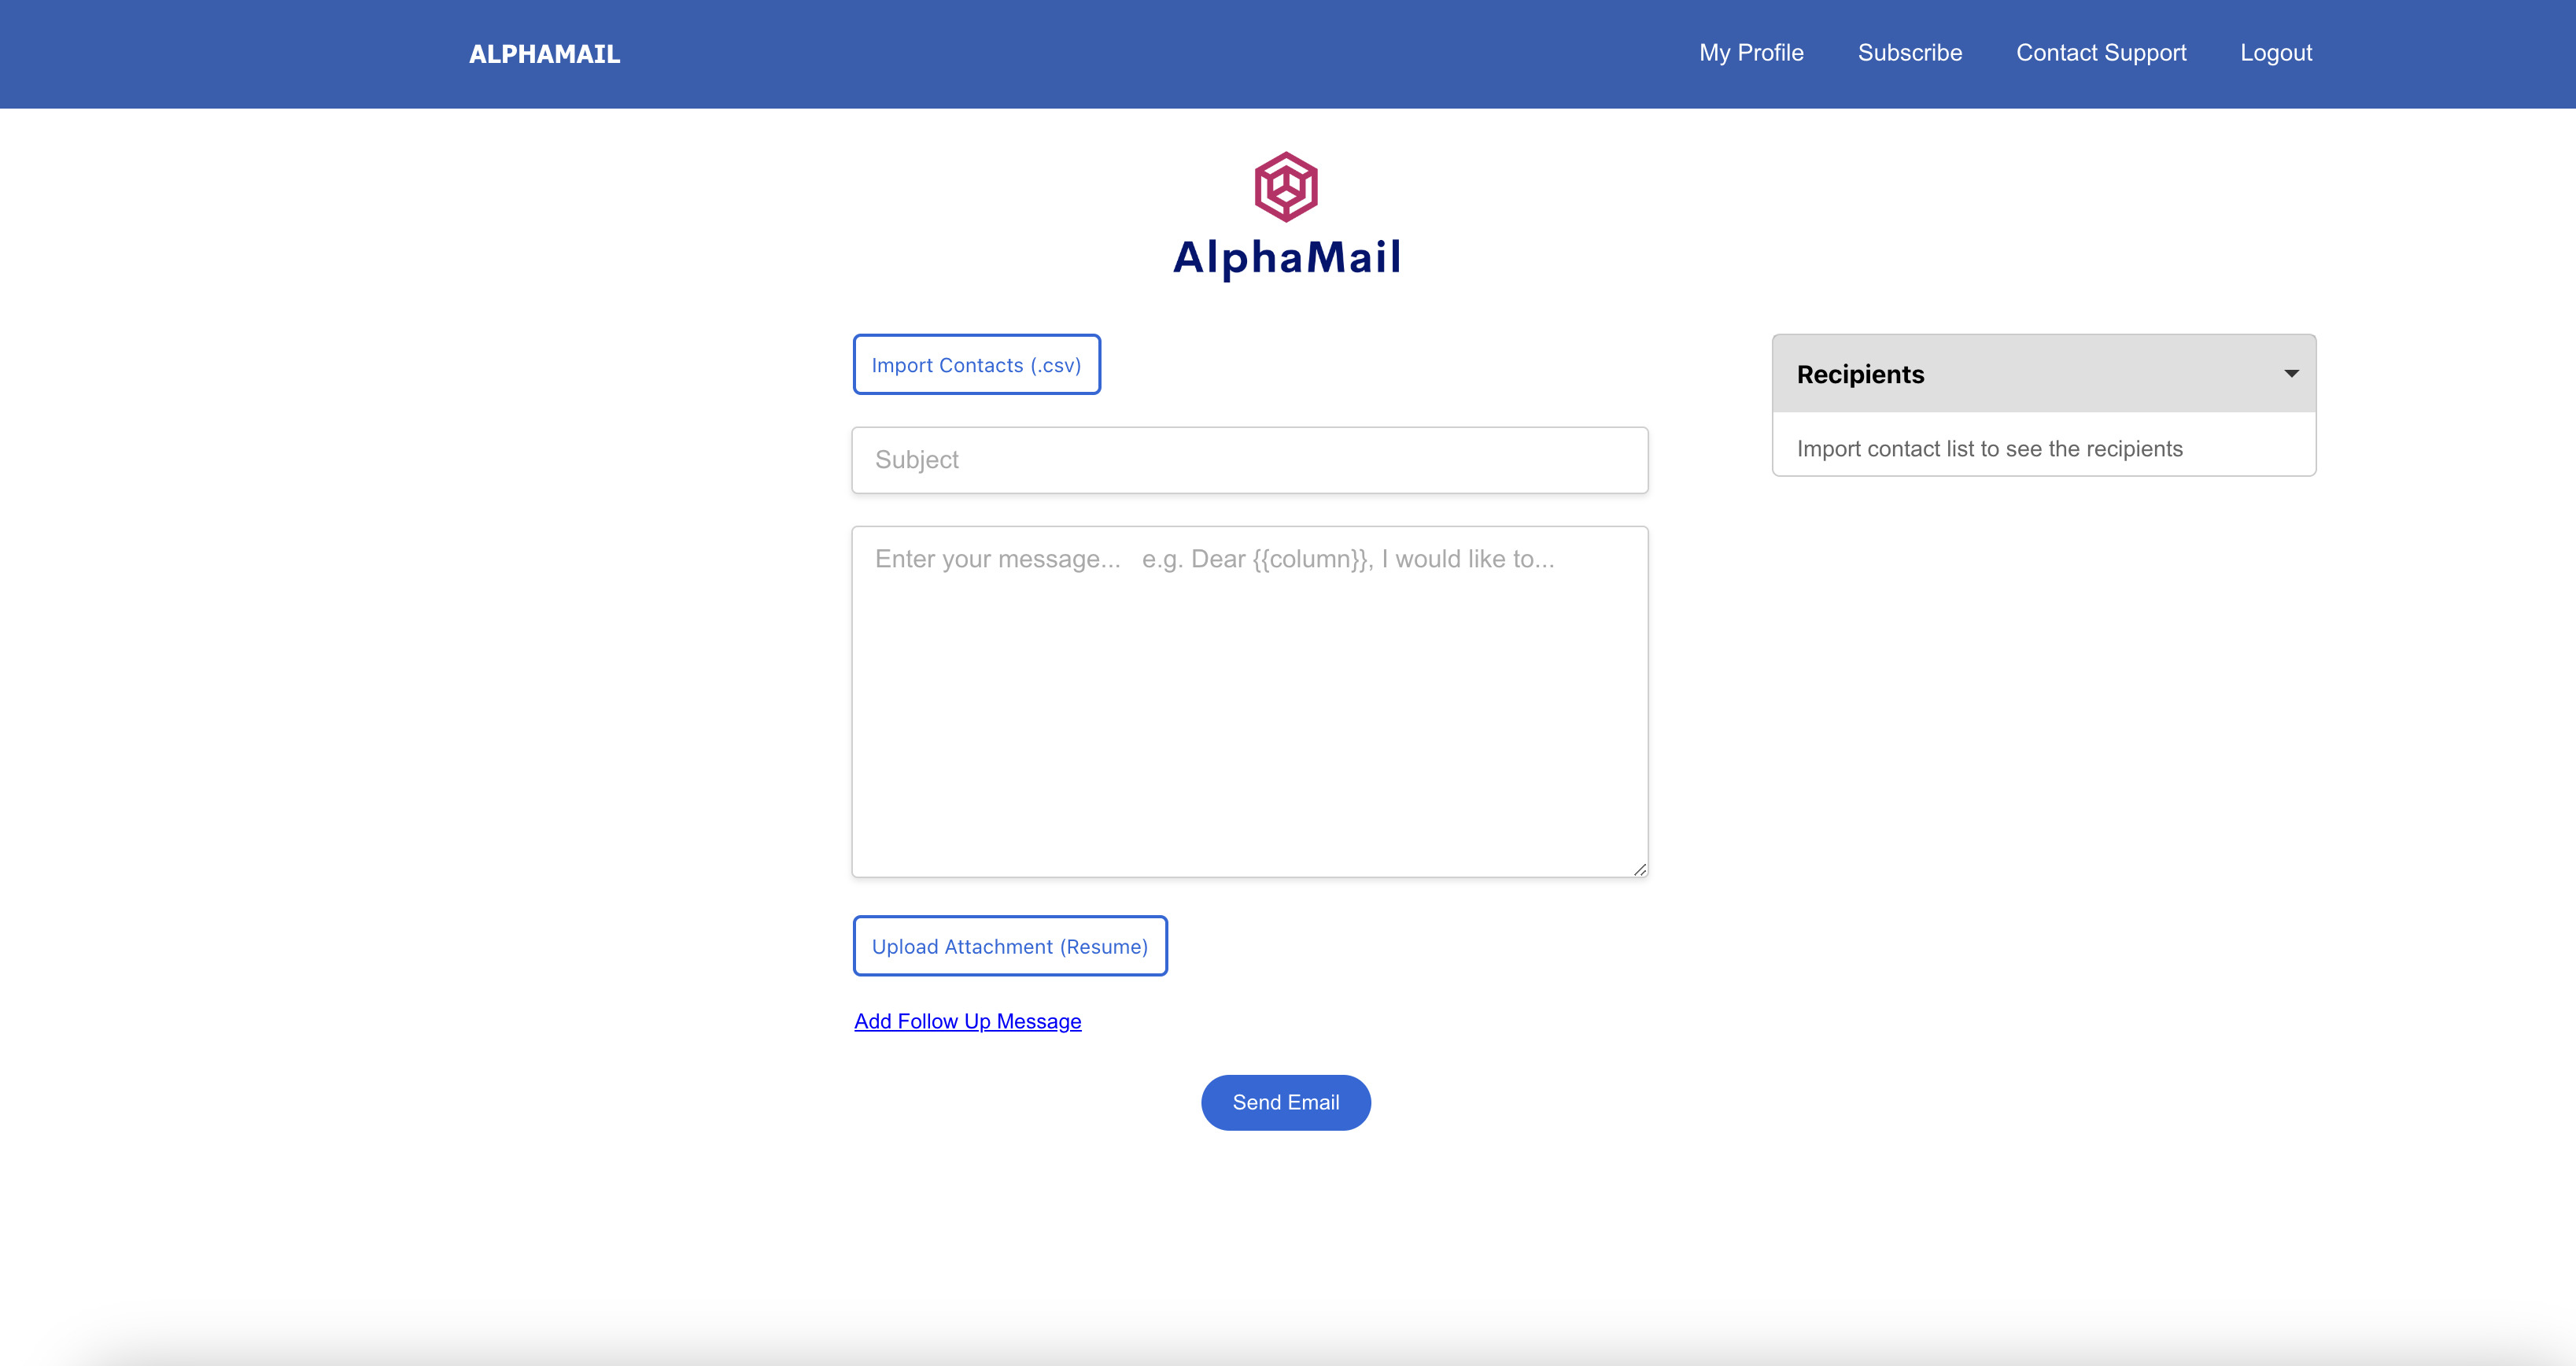 ALPHAMAIL
My Profile Subscribe Contact Support Logout
AlphaMail
Import Contacts (.csv)
Subject
Enter your message... e.g. Dear {{column}}, I would like to...
Upload Attachment (Resume)
Add Follow Up Message
Send Email
Recipients
Import contact list to see the recipients